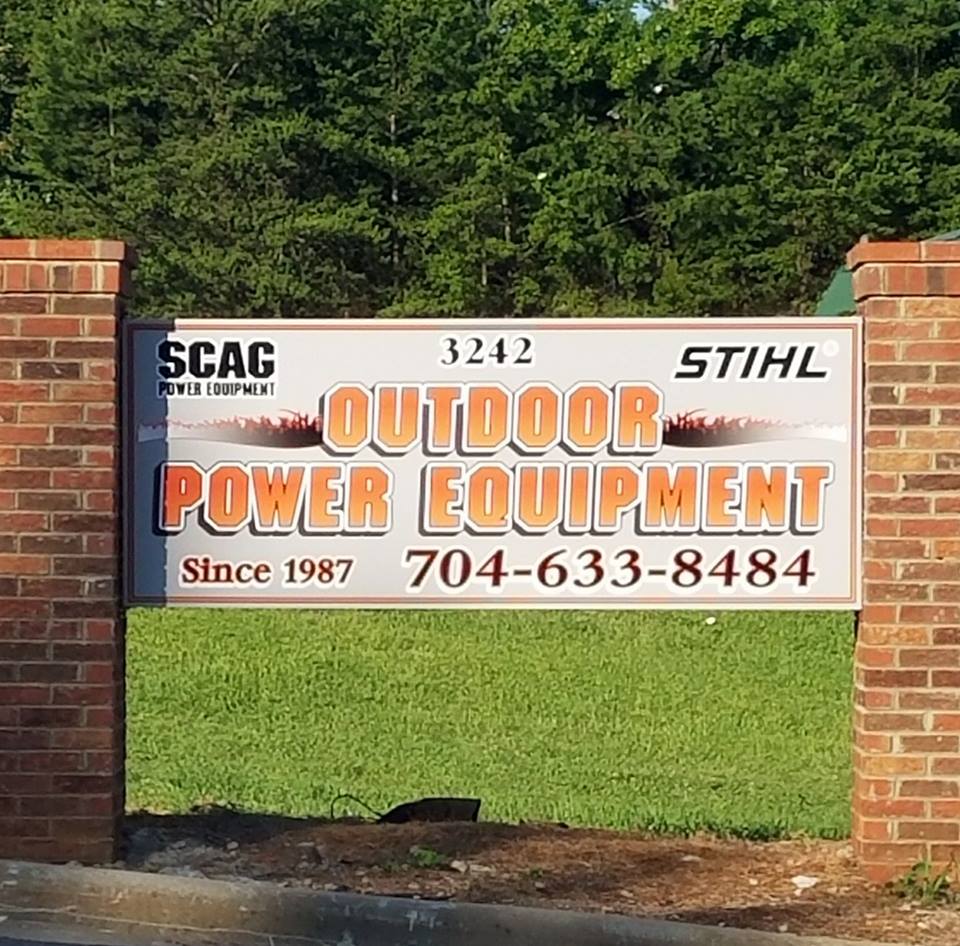 SCAG
POWER EQUIPMENT
3242
STIHL®
OUTDOOR
POWER EQUIPMENT
Since 1987 704-633-8484